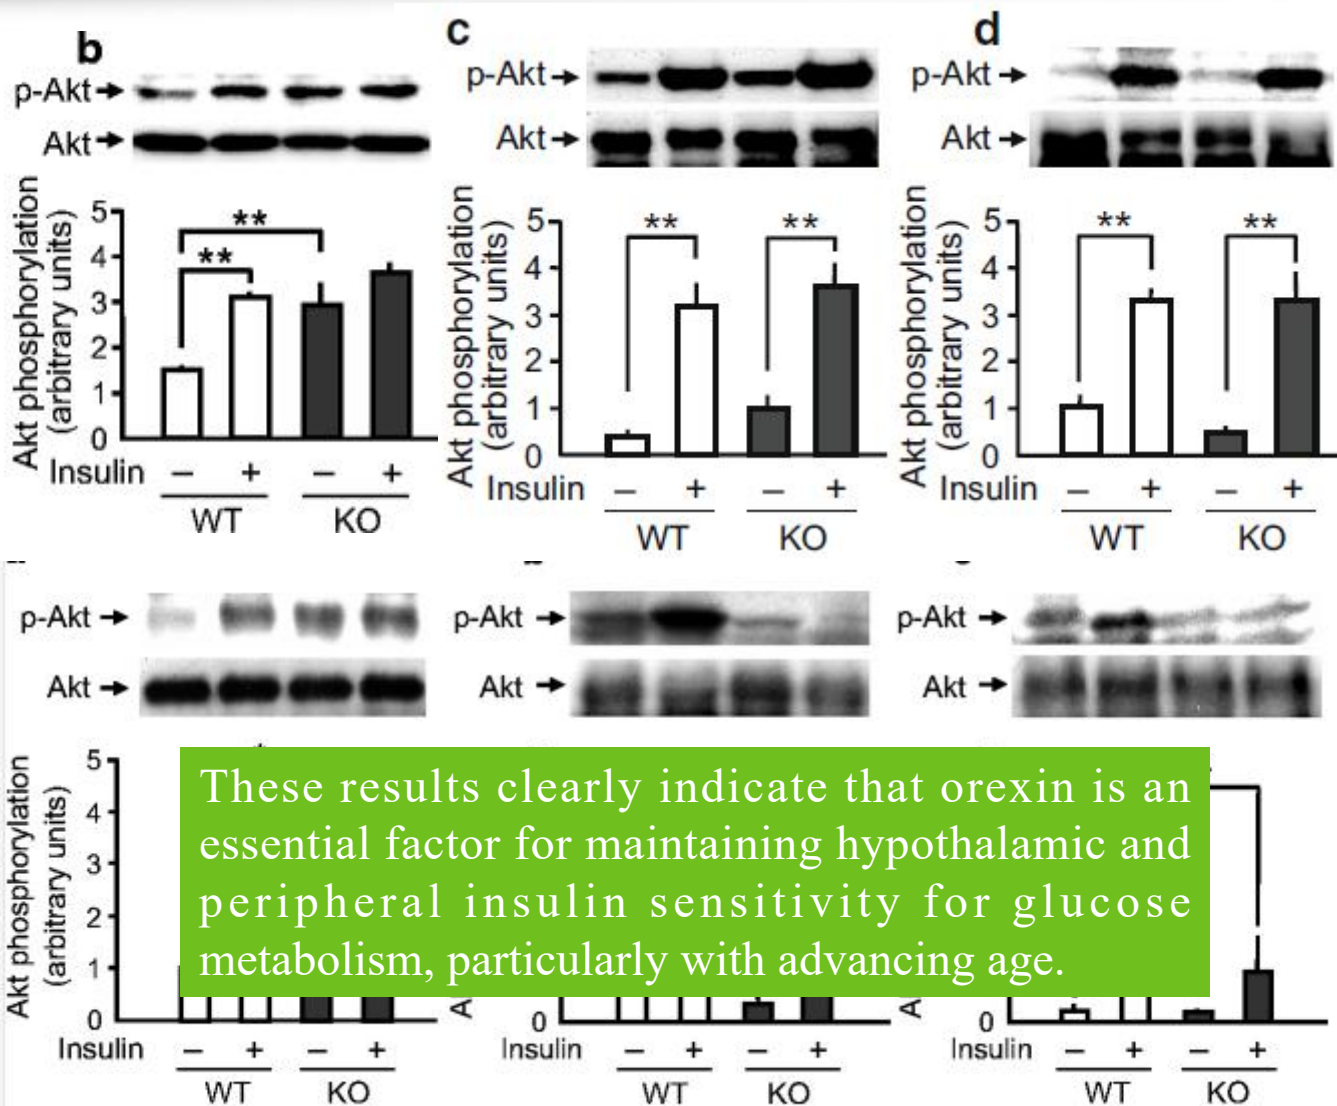 b
c
d
p-Akt
p-Akt
p-Akt
Akt
Akt
Akt
Akt phosphorylation
(arbitrary units)
5
4
3
2
1
0
**
**
Insulin – + – +
WT KO
Akt phosphorylation
(arbitrary units)
5
4
3
2
1
0
** **
Insulin – + – +
WT KO
Akt phosphorylation
(arbitrary units)
5
4
3
2
1
0
** **
Insulin – + – +
WT KO
p-Akt
p-Akt
p-Akt
Akt
Akt
Akt
Akt phosphorylation
(arbitrary units)
5
4
3
2
1
0
These results clearly indicate that orexin is an
essential factor for maintaining hypothalamic and
peripheral insulin sensitivity for glucose
metabolism, particularly with advancing age.
0
0
Insulin – + – +
WT KO
Insulin – + – +
WT KO
Insulin – + – +
WT KO